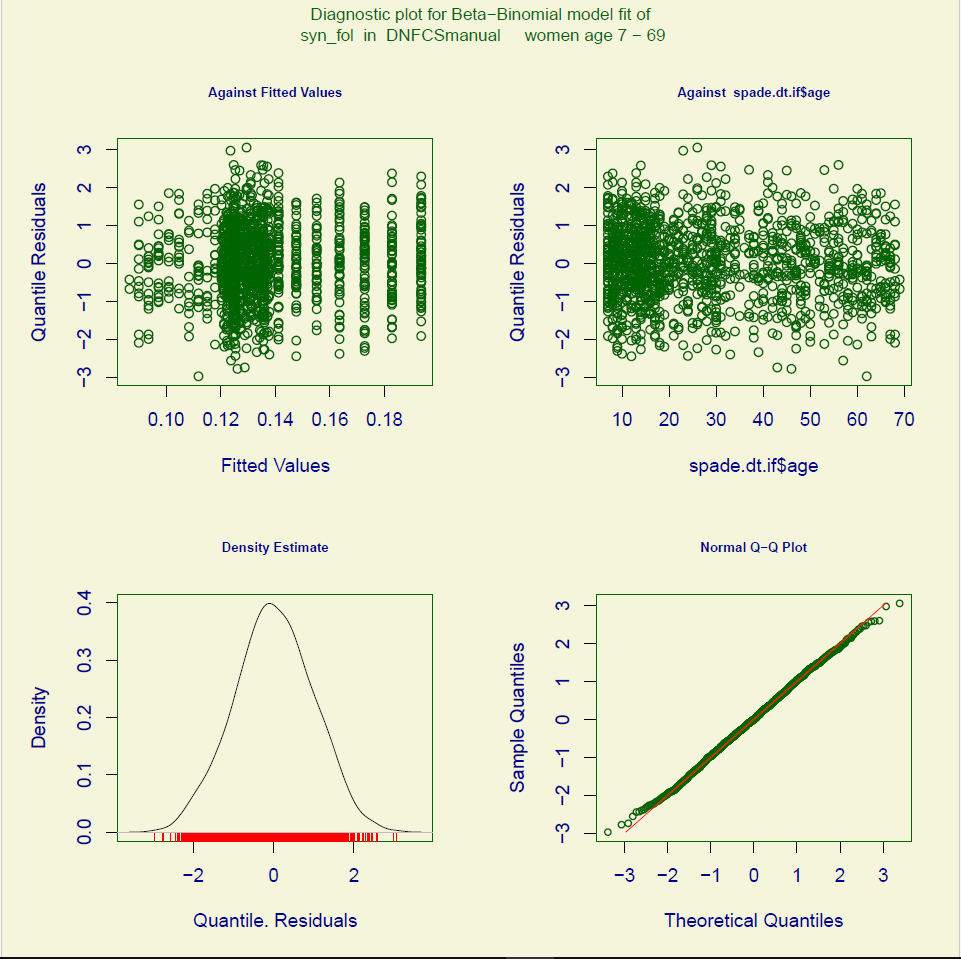 Diagnostic plot for Beta−Binomial model fit of
syn_fol in DNFCSmanual women age 7 − 69
Against Fitted Values
Quantile Residuals
3
2
1
0
−1
−2
−3
0.10 0.12 0.14 0.16 0.18
Fitted Values
Against spade.dt.if$age
Quantile Residuals
3
2
1
0
−1
−2
−3
10 20 30 40 50 60 70
spade.dt.if$age
Density Estimate
Density
0.4
0.3
0.2
0.1
0.0
−2 0 2
Quantile. Residuals
Normal Q−Q Plot
Sample Quantiles
3
2
1
0
−1
−2
−3
−3 −2 −1 0 1 2 3
Theoretical Quantiles